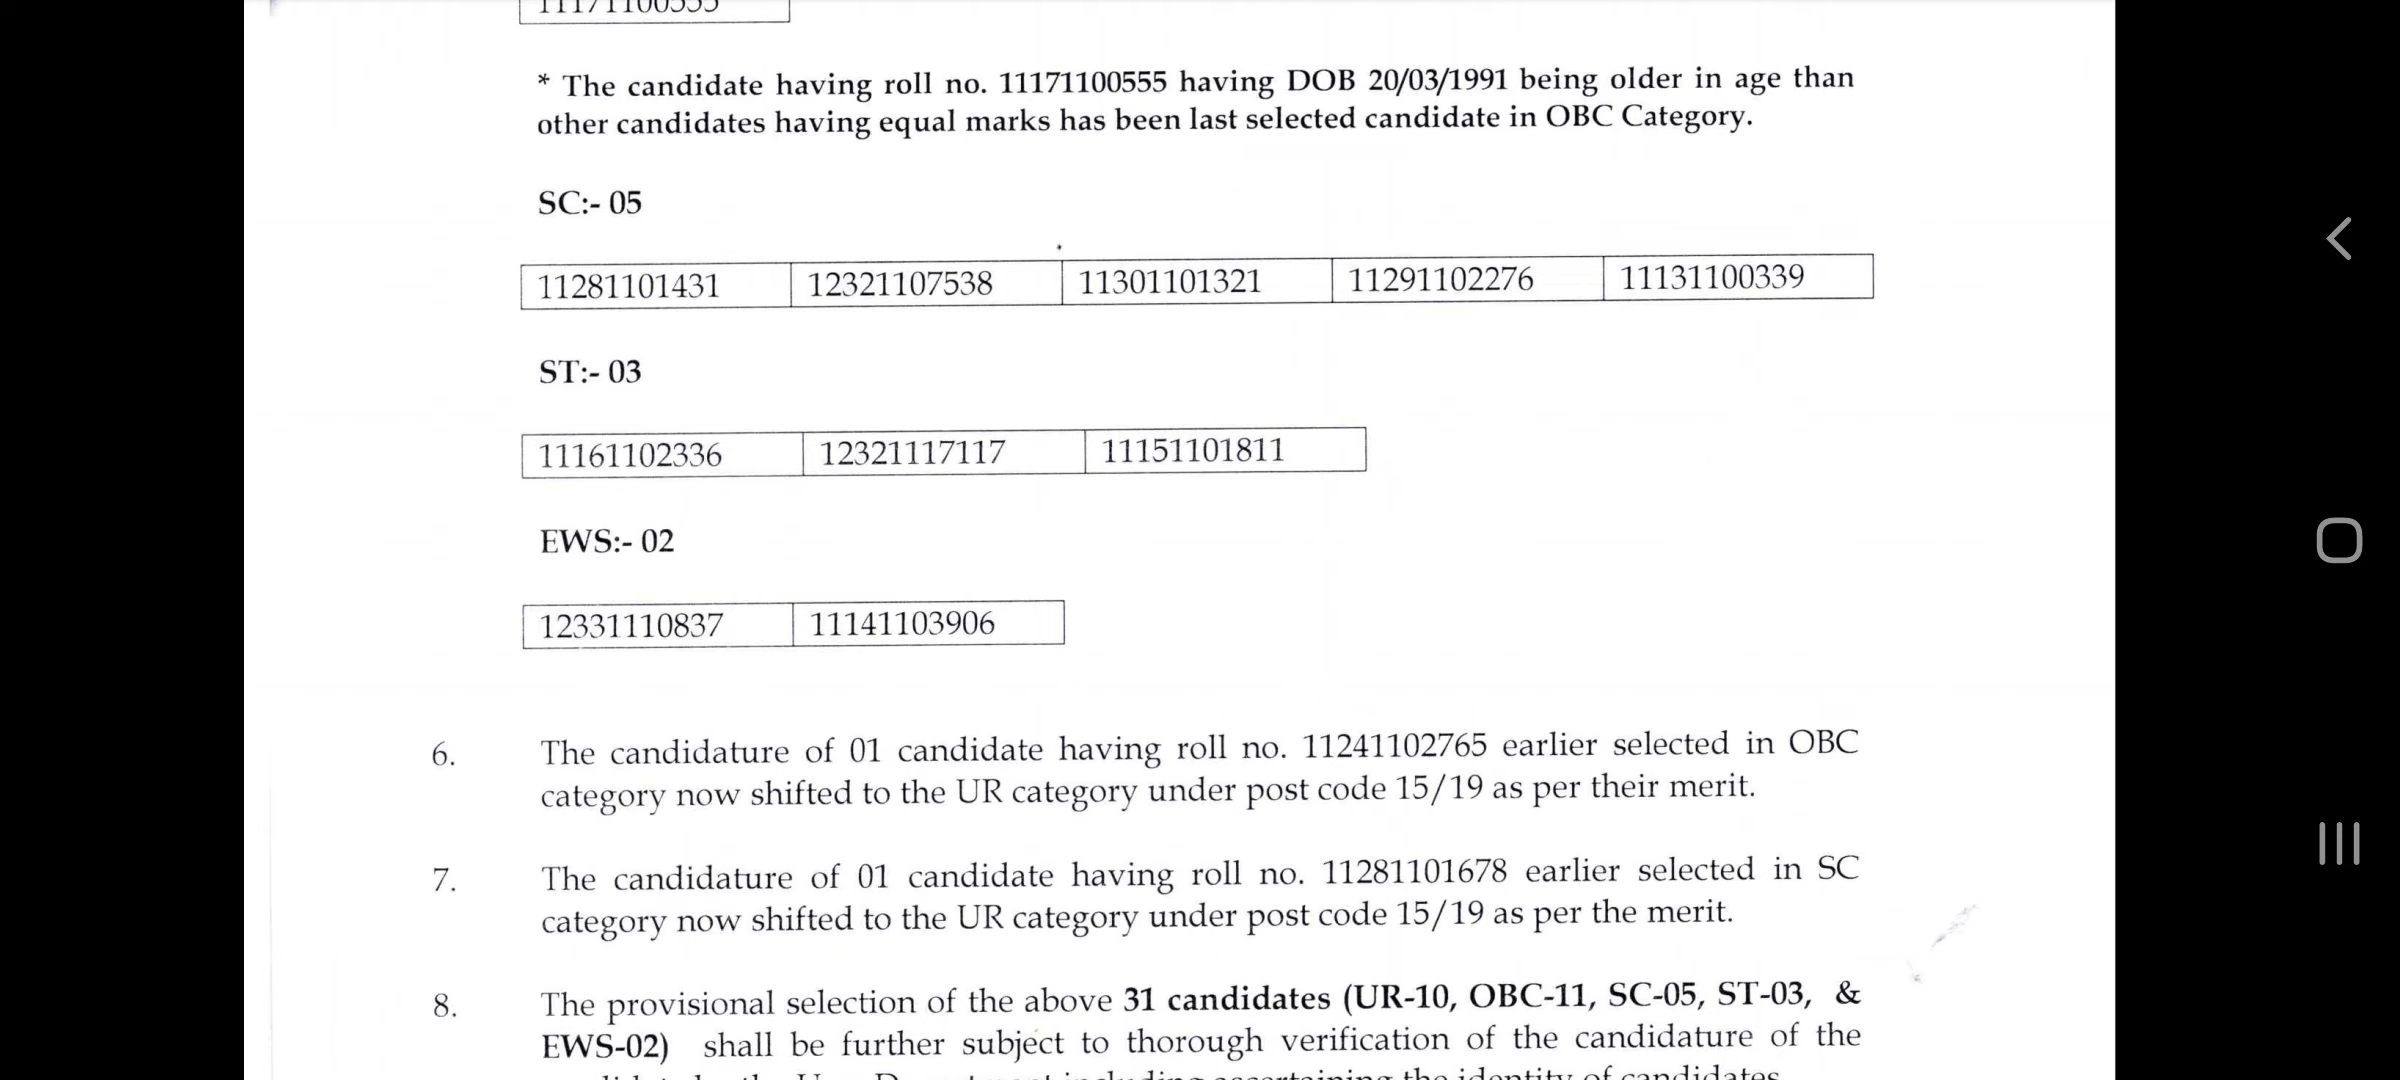 11171100555
* The candidate having roll no. 11171100555 having DOB 20/03/1991 being older in age than
other candidates having equal marks has been last selected candidate in OBC Category.
SC:- 05
11281101431 12321107538 11301101321 11291102276 11131100339
ST:- 03
11161102336 12321117117 11151101811
EWS:- 02
12331110837 11141103906
6. The candidature of 01 candidate having roll no. 11241102765 earlier selected in OBC
category now shifted to the UR category under post code 15/19 as per their merit.
7. The candidature of 01 candidate having roll no. 11281101678 earlier selected in SC
category now shifted to the UR category under post code 15/19 as per the merit.
8. The provisional selection of the above 31 candidates (UR-10, OBC-11, SC-05, ST-03, &
EWS-02) shall be further subject to thorough verification of the candidature of the
including ascertaining the identity of candidates